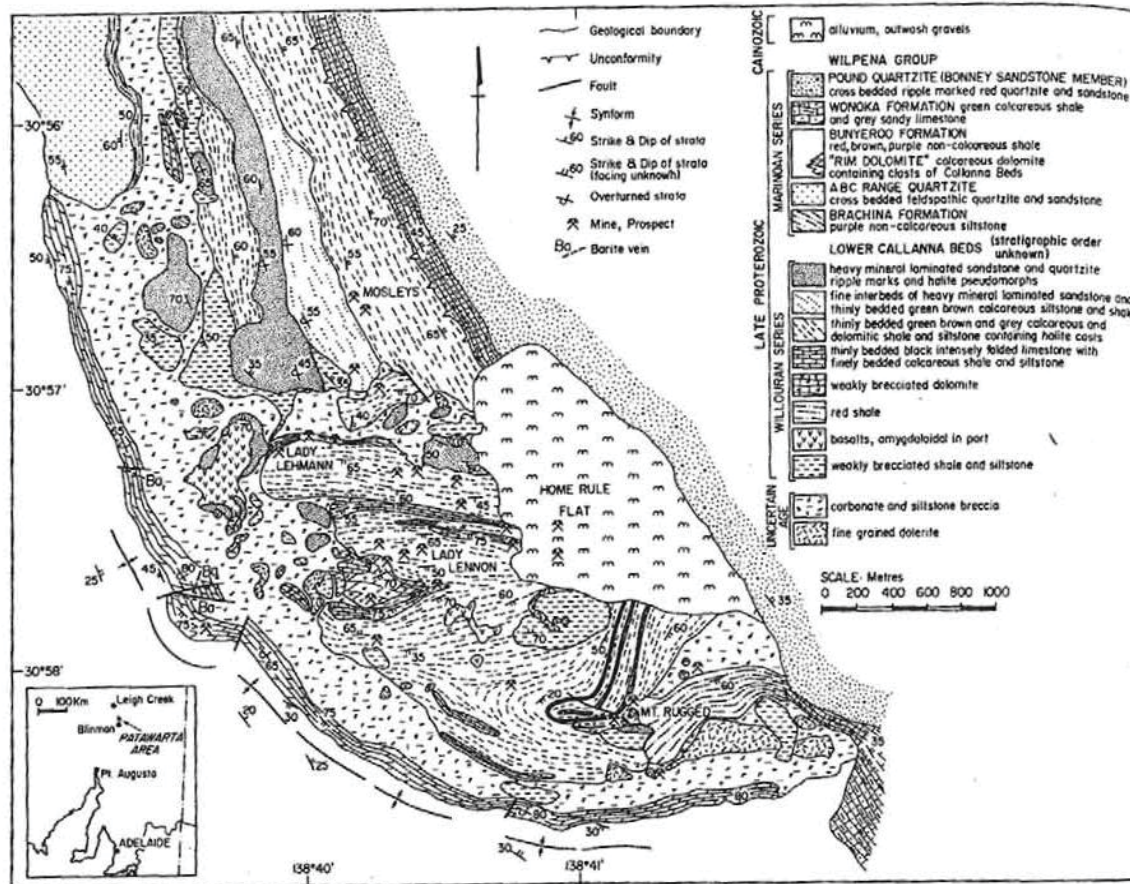 Geological boundary
Unconformity
Fault
Synform
60 Strike & Dip of strata
60 Strike & Dip of strata
(facing unknown)
Overturned strata
Mine, Prospect
Ba Barite vein
CAINOZOIC
alluvium, outwash gravels
LATE PROTEROZOIC
MARINOAN SERIES
WILPENA GROUP
POUND QUARTZITE (BONNEY SANDSTONE MEMBER)
cross bedded ripple marked red quartzite and sandstone
WONOKA FORMATION green calcareous shale
and grey sandy limestone
BUNYEROO FORMATION
red, brown, purple non-calcareous shale
"RIM DOLOMITE" calcareous dolomite
containing clasts of Callanna Beds
ABC RANGE QUARTZITE
cross bedded feldspathic quartzite and sandstone
BRACHINA FORMATION
purple non-calcareous siltstone
WILLOURAN SERIES
LOWER CALLANNA BEDS (stratigraphic order
unknown)
heavy mineral laminated sandstone and quartzite
ripple marks and halite pseudomorphs
fine interbeds of heavy mineral laminated sandstone and
thinly bedded green brown calcareous siltstone and shale
thinly bedded green brown and grey calcareous and
dolomitic shale and siltstone containing halite casts
thinly bedded black intensely folded limestone with
finely bedded calcareous shale and siltstone
weakly brecciated dolomite
red shale
basalts, amygdaloidal in part
weakly brecciated shale and siltstone
UNCERTAIN AGE
carbonate and siltstone breccia
fine grained dolerite
SCALE - Metres
0 200 400 600 800 1000
30°56'
30°57'
30°58'
138°40'
138°41'
MOSLEYS
LADY
LEHMANN
HOME RULE
FLAT
LADY
LENNON
MT. RUGGED
Ba
Ba
Ba
0 100Km
Leigh Creek
Blinman
PATAWARTA
AREA
Pt. Augusta
ADELAIDE